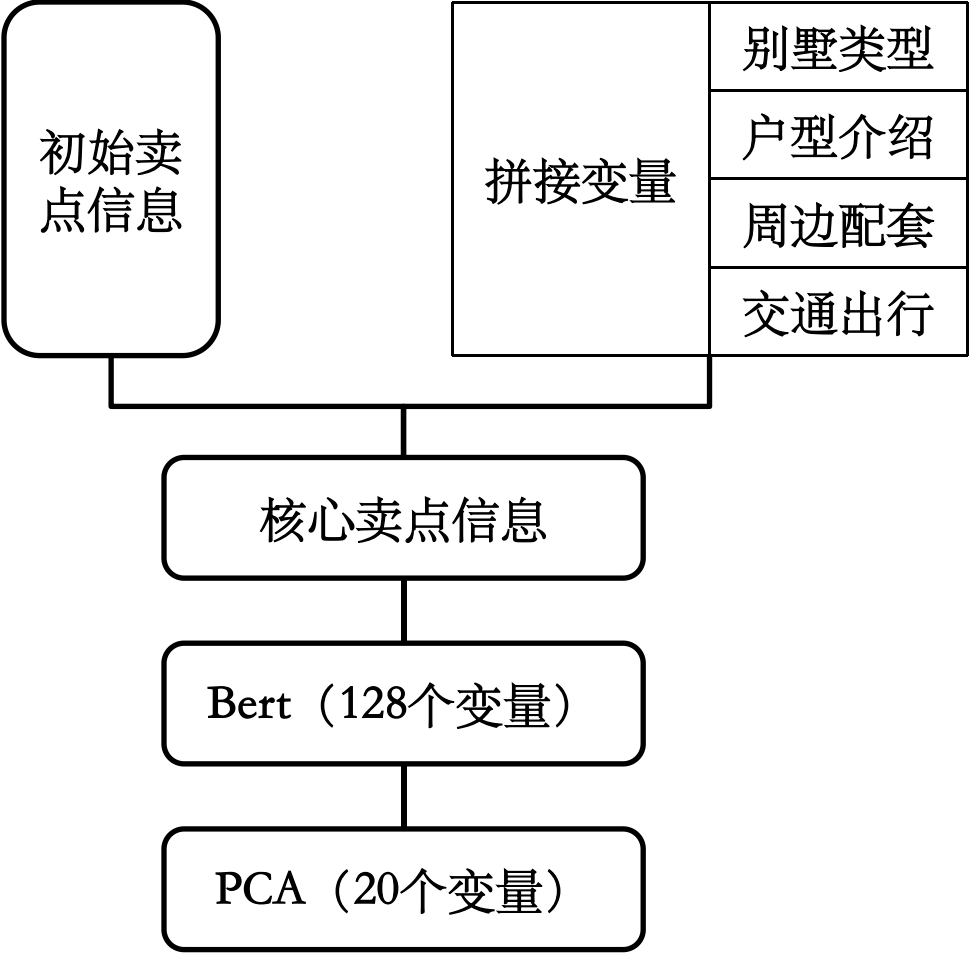 初始卖
点信息
拼接变量
别墅类型
户型介绍
周边配套
交通出行
核心卖点信息
Bert（128个变量）
PCA（20个变量）